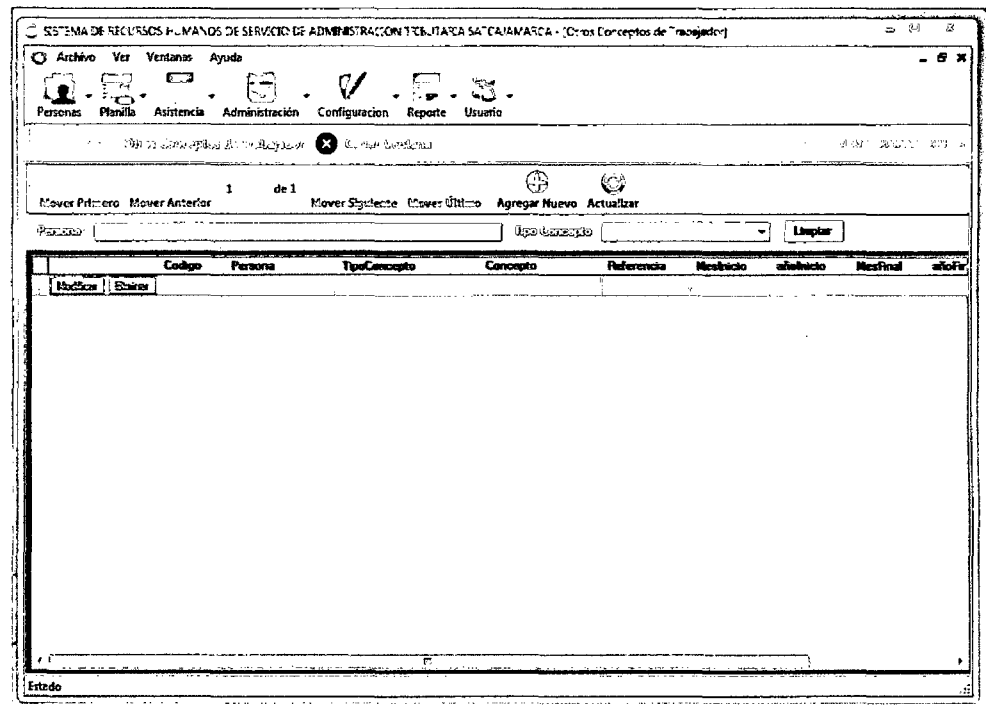 SISTEMA DE RECURSOS HUMANOS DE SERVICIO DE ADMINISTRACION TRIBUTARIA SAT CAJAMARCA - [Otros Conceptos de Trabajador]
Archivo Ver Ventanas Ayuda
Personas Planilla Asistencia Administración Configuracion Reporte Usuario
1 de 1
Mover Primero Mover Anterior Mover Siguiente Mover Último Agregar Nuevo Actualizar
Persona Tipo Concepto Limpiar
Codigo Persona TipoConcepto Concepto Referencia MesInicio añoInicio MesFinal añoFin
Modificar Eliminar
Estado